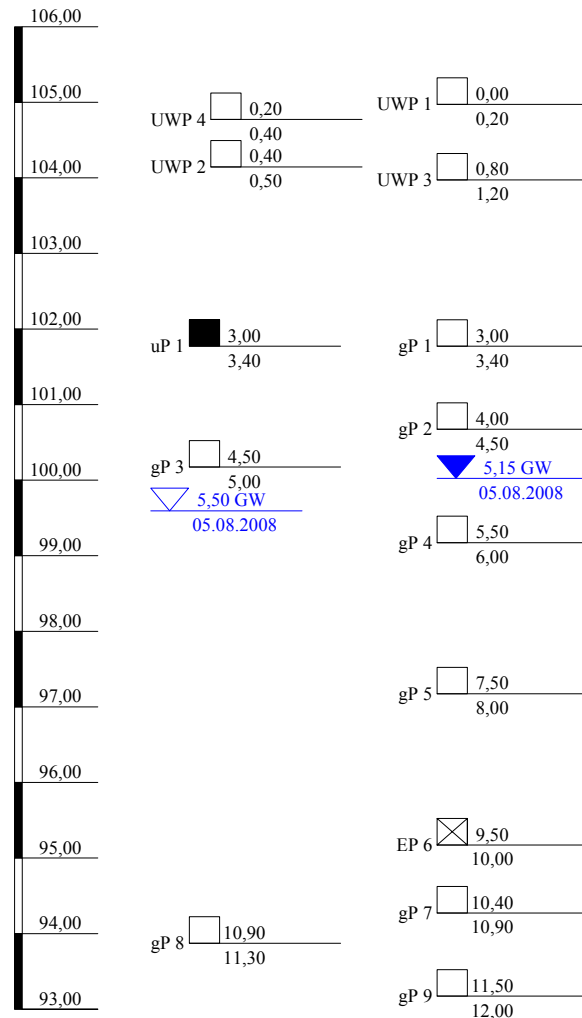 106,00
105,00
104,00
103,00
102,00
101,00
100,00
99,00
98,00
97,00
96,00
95,00
94,00
93,00
UWP 4 0,20
0,40
UWP 2 0,40
0,50
uP 1 3,00
3,40
gP 3 4,50
5,00
5,50 GW
05.08.2008
gP 8 10,90
11,30
UWP 1 0,00
0,20
UWP 3 0,80
1,20
gP 1 3,00
3,40
gP 2 4,00
4,50
5,15 GW
05.08.2008
gP 4 5,50
6,00
gP 5 7,50
8,00
EP 6 9,50
10,00
gP 7 10,40
10,90
gP 9 11,50
12,00